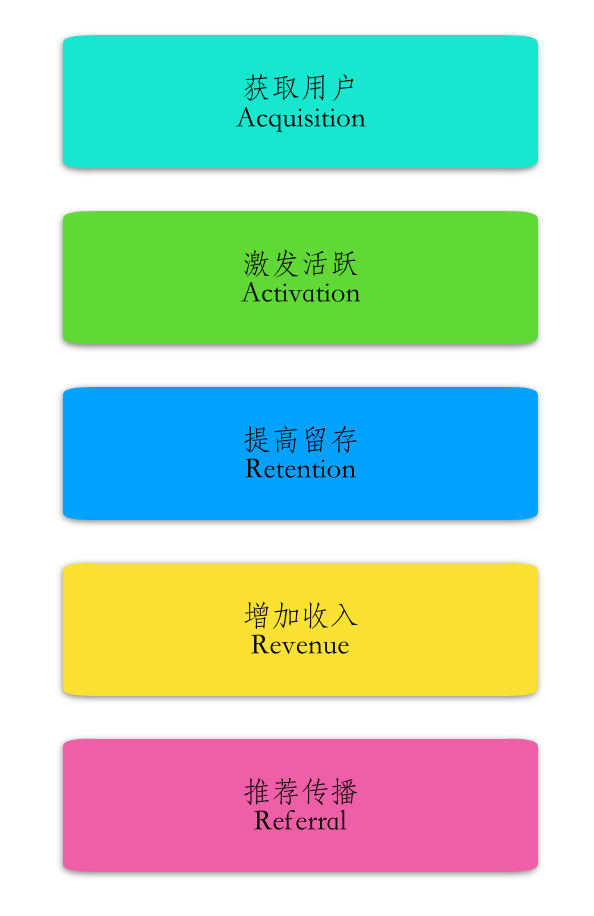 获取用户
Acquisition
激发活跃
Activation
提高留存
Retention
增加收入
Revenue
推荐传播
Referral